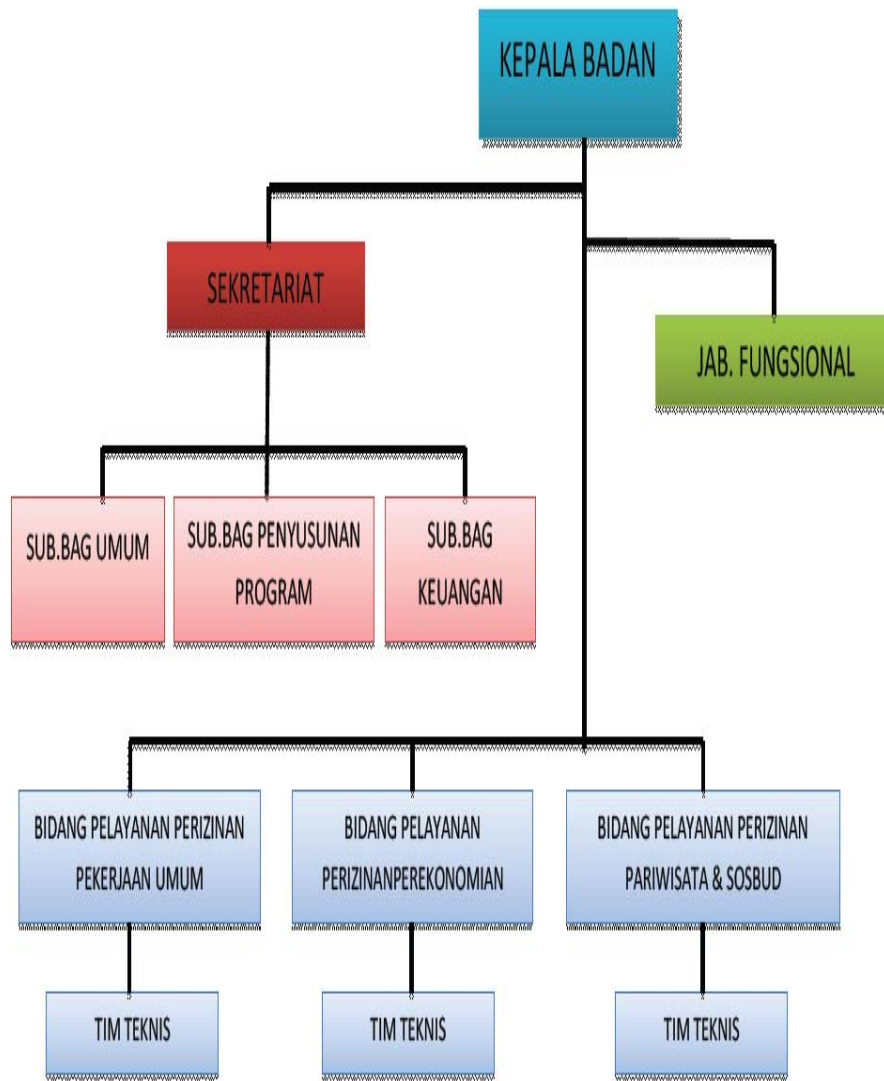 KEPALA BADAN
SEKRETARIAT
JAB. FUNGSIONAL
SUB.BAG UMUM
SUB.BAG PENYUSUNAN
PROGRAM
SUB.BAG
KEUANGAN
BIDANG PELAYANAN PERIZINAN
PEKERJAAN UMUM
BIDANG PELAYANAN
PERIZINANPEREKONOMIAN
BIDANG PELAYANAN PERIZINAN
PARIWISATA & SOSBUD
TIM TEKNIS
TIM TEKNIS
TIM TEKNIS